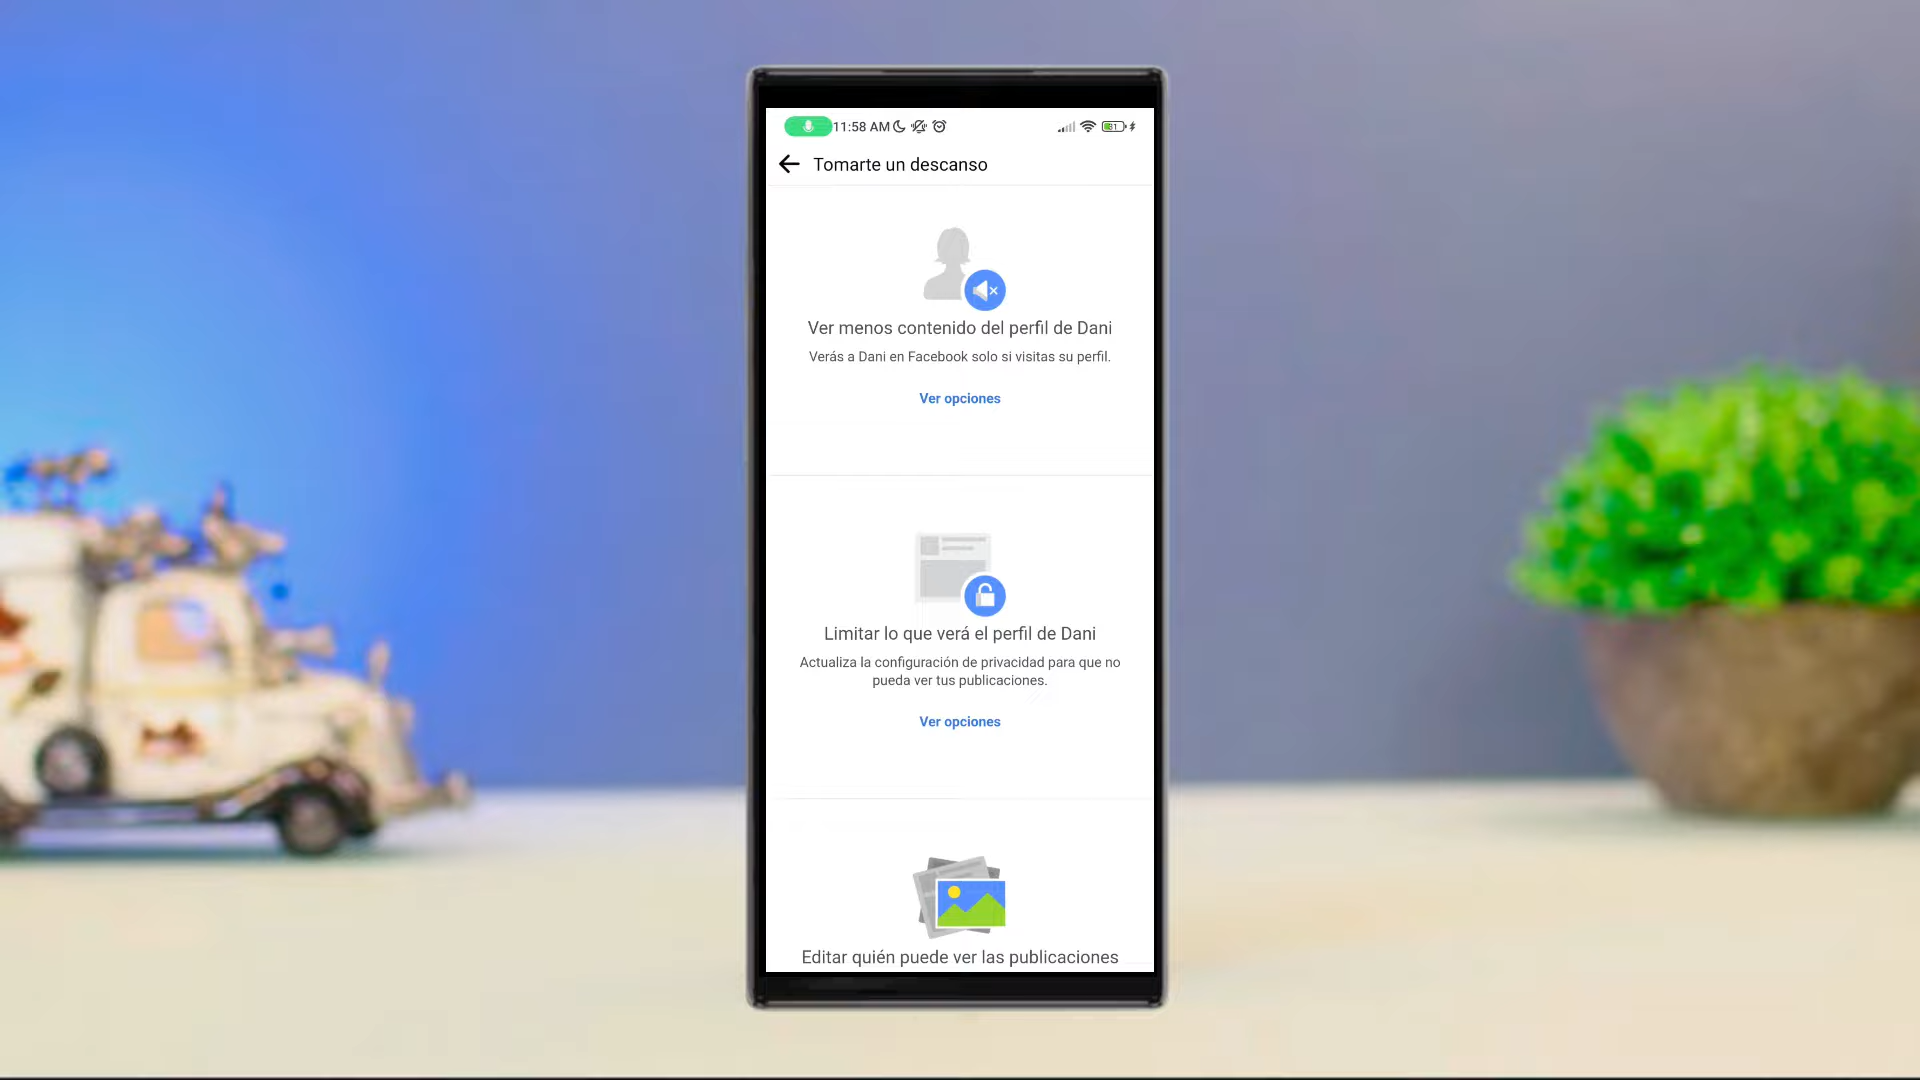 11:58 AM
Tomarte un descanso
Ver menos contenido del perfil de Dani
Verás a Dani en Facebook solo si visitas su perfil.
Ver opciones
Limitar lo que verá el perfil de Dani
Actualiza la configuración de privacidad para que no
pueda ver tus publicaciones.
Ver opciones
Editar quién puede ver las publicaciones